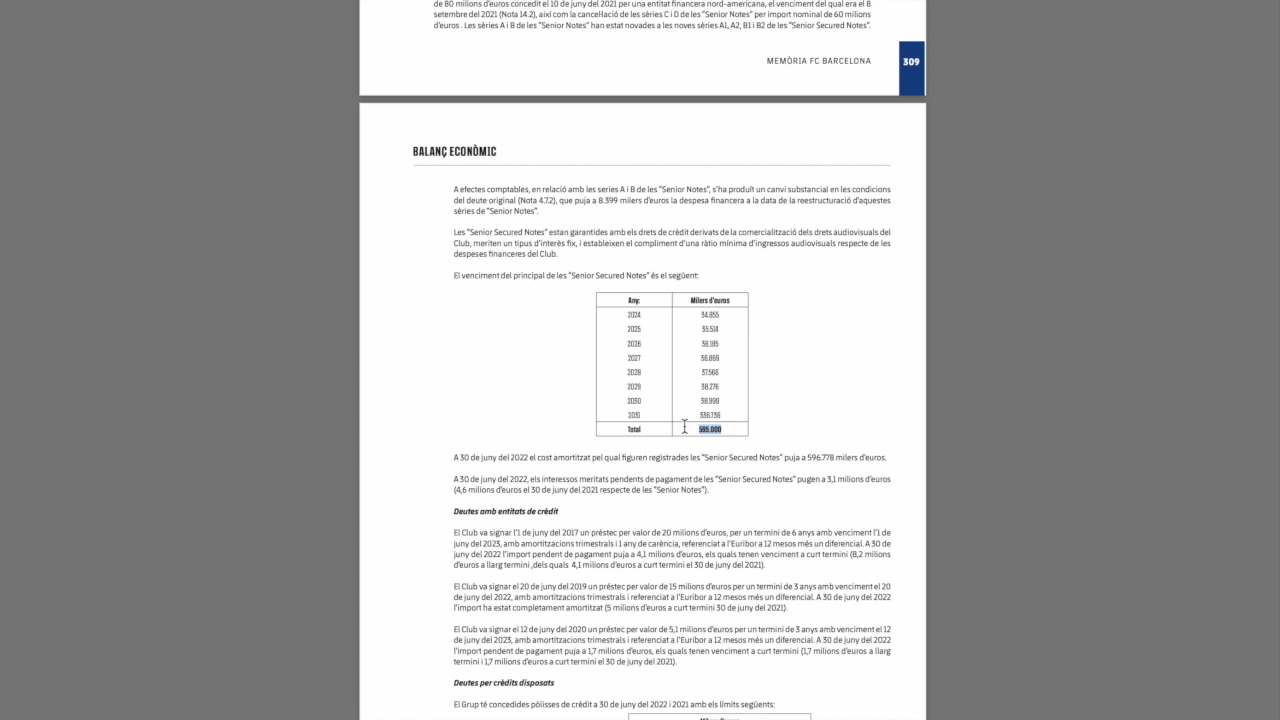 de 80 milions d'euros concedit el 10 de juny del 2021 per una entitat financera nord-americana, el venciment del qual era el 8
setembre del 2021 (Nota 14.2), així com la cancel·lació de les sèries C i D de les "Senior Notes" per import nominal de 60 milions
d'euros . Les sèries A i B de les "Senior Notes" han estat novades a les noves sèries A1, A2, B1 i B2 de les "Senior Secured Notes".
MEMÒRIA FC BARCELONA
309
BALANÇ ECONÒMIC
A efectes comptables, en relació amb les series A i B de les "Senior Notes", s'ha produït un canvi substancial en les condicions
del deute original (Nota 4.7.2), que puja a 8.399 milers d'euros la despesa financera a la data de la reestructuració d'aquestes
sèries de "Senior Notes".
Les "Senior Secured Notes" estan garantides amb els drets de crèdit derivats de la comercialització dels drets audiovisuals del
Club, meriten un tipus d'interès fix, i estableixen el compliment d'una ràtio mínima d'ingressos audiovisuals respecte de les
despeses financeres del Club.
El venciment del principal de les "Senior Secured Notes" és el següent:
Any: Milers d'euros
2024 34.855
2025 35.514
2026 36.185
2027 36.869
2028 37.566
2029 38.276
2030 38.999
2031 336.736
Total 595.000
A 30 de juny del 2022 el cost amortitzat pel qual figuren registrades les "Senior Secured Notes" puja a 596.778 milers d'euros.
A 30 de juny del 2022, els interessos meritats pendents de pagament de les "Senior Secured Notes" pugen a 3,1 milions d'euros
(4,6 milions d'euros el 30 de juny del 2021 respecte de les "Senior Notes").
Deutes amb entitats de crèdit
El Club va signar l'1 de juny del 2017 un préstec per valor de 20 milions d'euros, per un termini de 6 anys amb venciment l'1 de
juny del 2023, amb amortitzacions trimestrals i 1 any de carència, referenciat a l'Euribor a 12 mesos més un diferencial. A 30 de
juny del 2022 l'import pendent de pagament puja a 4,1 milions d'euros, els quals tenen venciment a curt termini (8,2 milions
d'euros a llarg termini ,dels quals 4,1 milions d'euros a curt termini el 30 de juny del 2021).
El Club va signar el 20 de juny del 2019 un préstec per valor de 15 milions d'euros per un termini de 3 anys amb venciment el 20
de juny del 2022, amb amortitzacions trimestrals i referenciat a l'Euribor a 12 mesos més un diferencial. A 30 de juny del 2022
l'import ha estat completament amortitzat (5 milions d'euros a curt termini 30 de juny del 2021).
El Club va signar el 12 de juny del 2020 un préstec per valor de 5,1 milions d'euros per un termini de 3 anys amb venciment el 12
de juny del 2023, amb amortitzacions trimestrals i referenciat a l'Euribor a 12 mesos més un diferencial. A 30 de juny del 2022
l'import pendent de pagament puja a 1,7 milions d'euros, els quals tenen venciment a curt termini (1,7 milions d'euros a llarg
termini i 1,7 milions d'euros a curt termini el 30 de juny del 2021).
Deutes per crèdits disposats
El Grup té concedides pòlisses de crèdit a 30 de juny del 2022 i 2021 amb els límits següents: